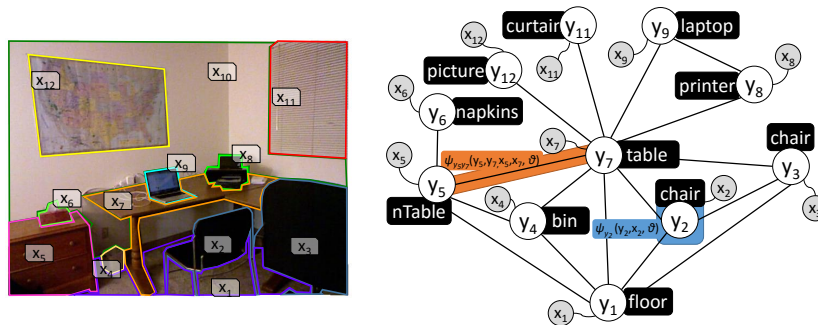 x12
x10
x11
x9
x8
x7
x6
x5
x4
x2
x3
x1
curtair
y11
x11
y9
laptop
x9
x12
picture
y12
x8
printer
y8
x6
napkins
y6
x7
y7
table
chair
y3
x3
x5
y5
nTable
ψy5y7(y5,y7,x5,x7, ϑ)
x4
y4
bin
chair
x2
y2
ψy2(y2,x2, ϑ)
x1
y1
floor